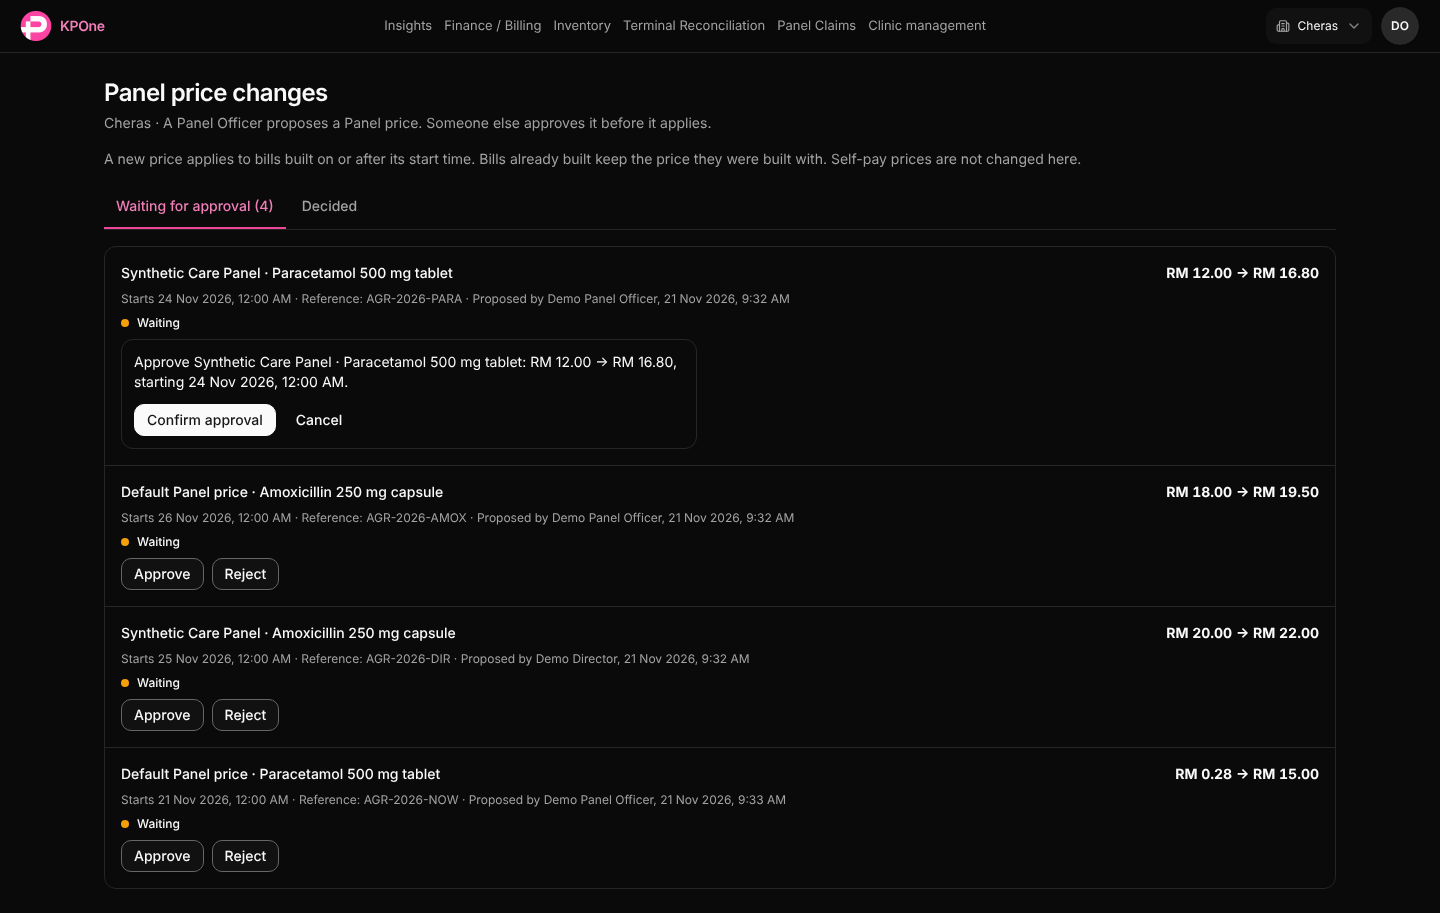 KPOne
Insights Finance / Billing Inventory Terminal Reconciliation Panel Claims Clinic management
Cheras
DO
Panel price changes
Cheras · A Panel Officer proposes a Panel price. Someone else approves it before it applies.
A new price applies to bills built on or after its start time. Bills already built keep the price they were built with. Self-pay prices are not changed here.
Waiting for approval (4) Decided
Synthetic Care Panel · Paracetamol 500 mg tablet RM 12.00 → RM 16.80
Starts 24 Nov 2026, 12:00 AM · Reference: AGR-2026-PARA · Proposed by Demo Panel Officer, 21 Nov 2026, 9:32 AM
Waiting
Approve Synthetic Care Panel · Paracetamol 500 mg tablet: RM 12.00 → RM 16.80,
starting 24 Nov 2026, 12:00 AM.
Confirm approval Cancel
Default Panel price · Amoxicillin 250 mg capsule RM 18.00 → RM 19.50
Starts 26 Nov 2026, 12:00 AM · Reference: AGR-2026-AMOX · Proposed by Demo Panel Officer, 21 Nov 2026, 9:32 AM
Waiting
Approve Reject
Synthetic Care Panel · Amoxicillin 250 mg capsule RM 20.00 → RM 22.00
Starts 25 Nov 2026, 12:00 AM · Reference: AGR-2026-DIR · Proposed by Demo Director, 21 Nov 2026, 9:32 AM
Waiting
Approve Reject
Default Panel price · Paracetamol 500 mg tablet RM 0.28 → RM 15.00
Starts 21 Nov 2026, 12:00 AM · Reference: AGR-2026-NOW · Proposed by Demo Panel Officer, 21 Nov 2026, 9:33 AM
Waiting
Approve Reject